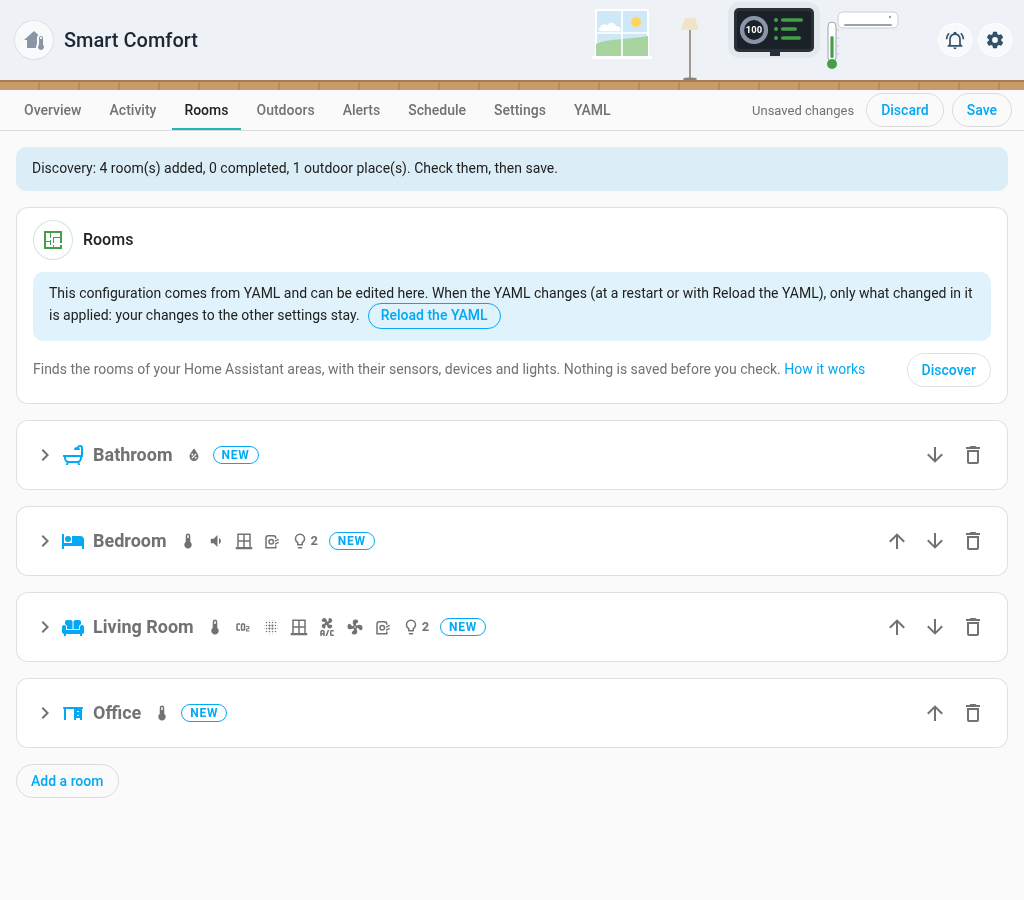 Smart Comfort
100
Overview Activity Rooms Outdoors Alerts Schedule Settings YAML Unsaved changes Discard Save
Discovery: 4 room(s) added, 0 completed, 1 outdoor place(s). Check them, then save.
Rooms
This configuration comes from YAML and can be edited here. When the YAML changes (at a restart or with Reload the YAML), only what changed in it
is applied: your changes to the other settings stay. Reload the YAML
Finds the rooms of your Home Assistant areas, with their sensors, devices and lights. Nothing is saved before you check. How it works Discover
Bathroom NEW
Bedroom 2 NEW
Living Room CO2 A/C 2 NEW
Office NEW
Add a room